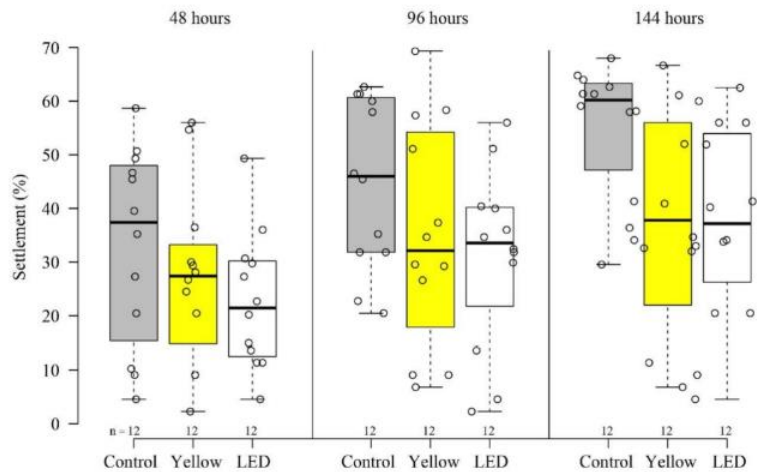 48 hours 96 hours 144 hours
70
60
50
40
30
20
10
0
Settlement (%)
n = 12 12 12 12 12 12 12 12 12
Control Yellow LED Control Yellow LED Control Yellow LED